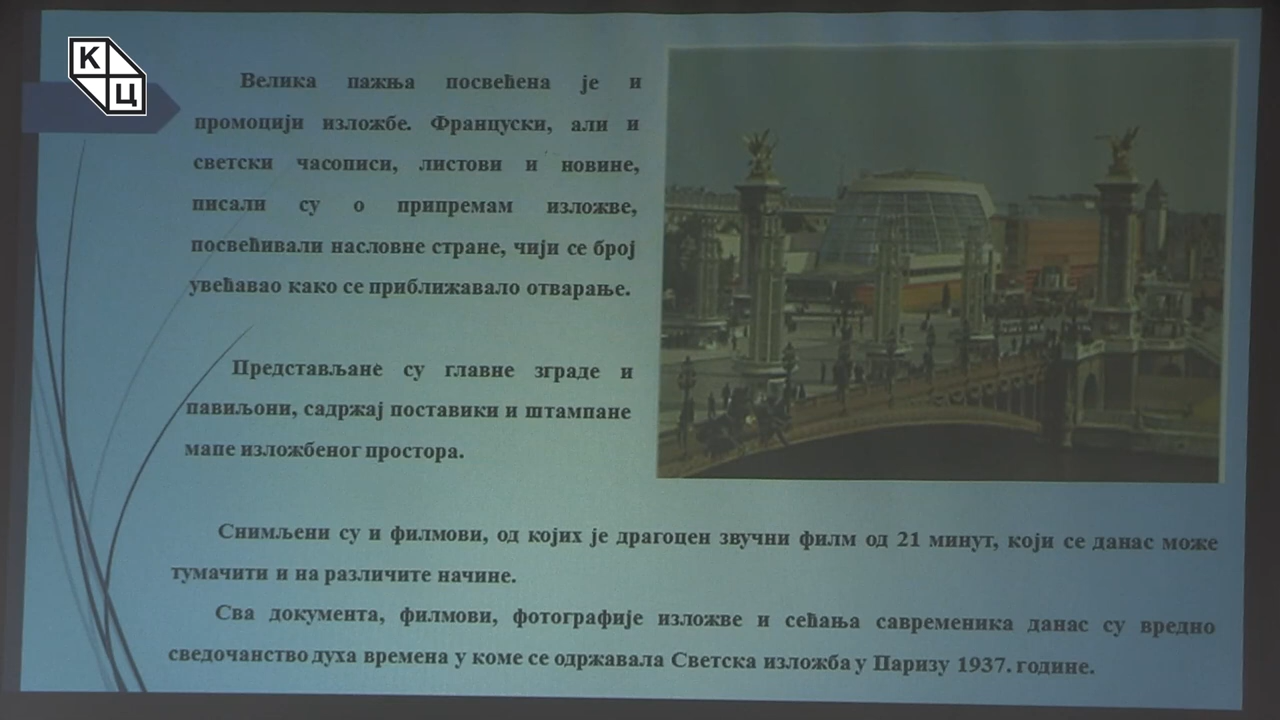 К
Ц
Велика пажња посвећена је и
промоцији изложбе. Француски, али и
светски часописи, листови и новине,
писали су о припремам изложве,
посвећивали насловне стране, чији се број
увећавао како се приближавало отварање.
Представљане су главне зграде и
павиљони, садржај поставики и штампане
мапе изложбеног простора.
Снимљени су и филмови, од којих је драгоцен звучни филм од 21 минут, који се данас може
тумачити и на различите начине.
Сва документа, филмови, фотографије изложве и сећања савременика данас су вредно
сведочанство духа времена у коме се одржавала Светска изложба у Паризу 1937. године.